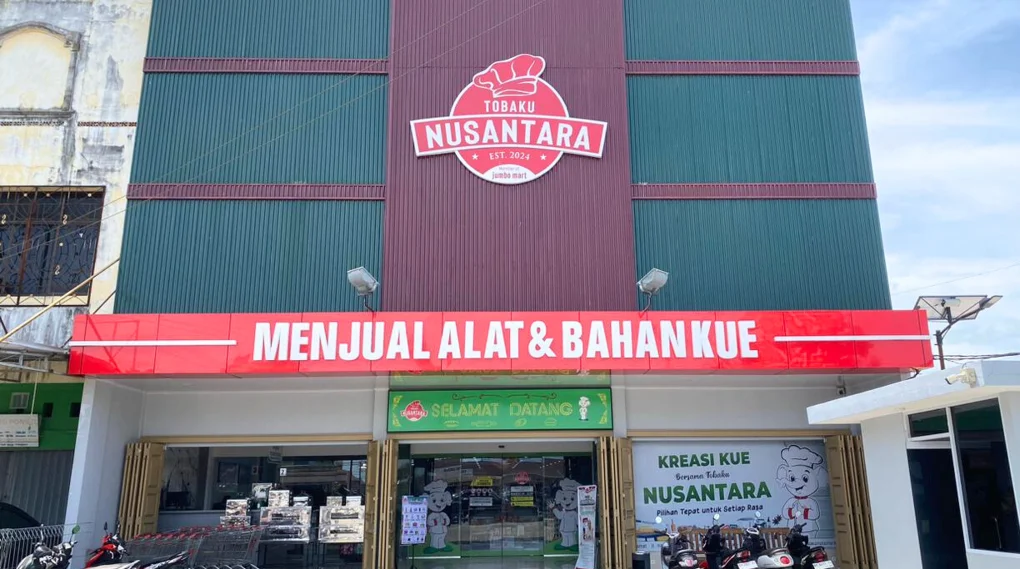 TOBAKU
NUSANTARA
EST. 2024
jumbo mart
MENJUAL ALAT & BAHAN KUE
SELAMAT DATANG
KREASI KUE
Bersama Tobaku
NUSANTARA
Pilihan Tepat untuk Setiap Rasa